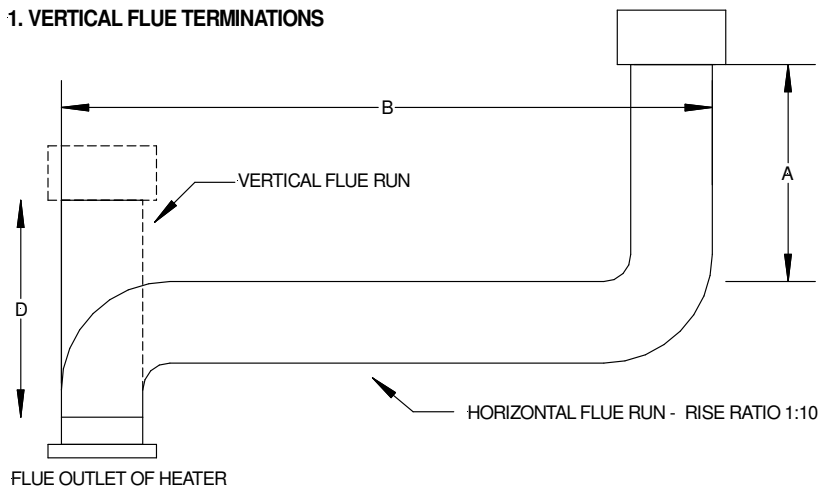 1. VERTICAL FLUE TERMINATIONS
B
A
VERTICAL FLUE RUN
D
HORIZONTAL FLUE RUN - RISE RATIO 1:10
FLUE OUTLET OF HEATER